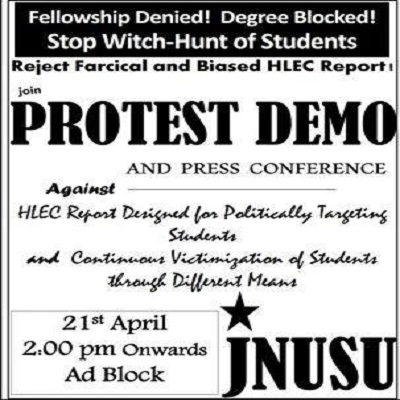 Fellowship Denied! Degree Blocked!
Stop Witch-Hunt of Students
Reject Farcical and Biased HLEC Report!
join
PROTEST DEMO
AND PRESS CONFERENCE
Against
HLEC Report Designed for Politically Targeting
Students
and Continuous Victimization of Students
through Different Means
21st April
2:00 pm Onwards
Ad Block
JNUSU